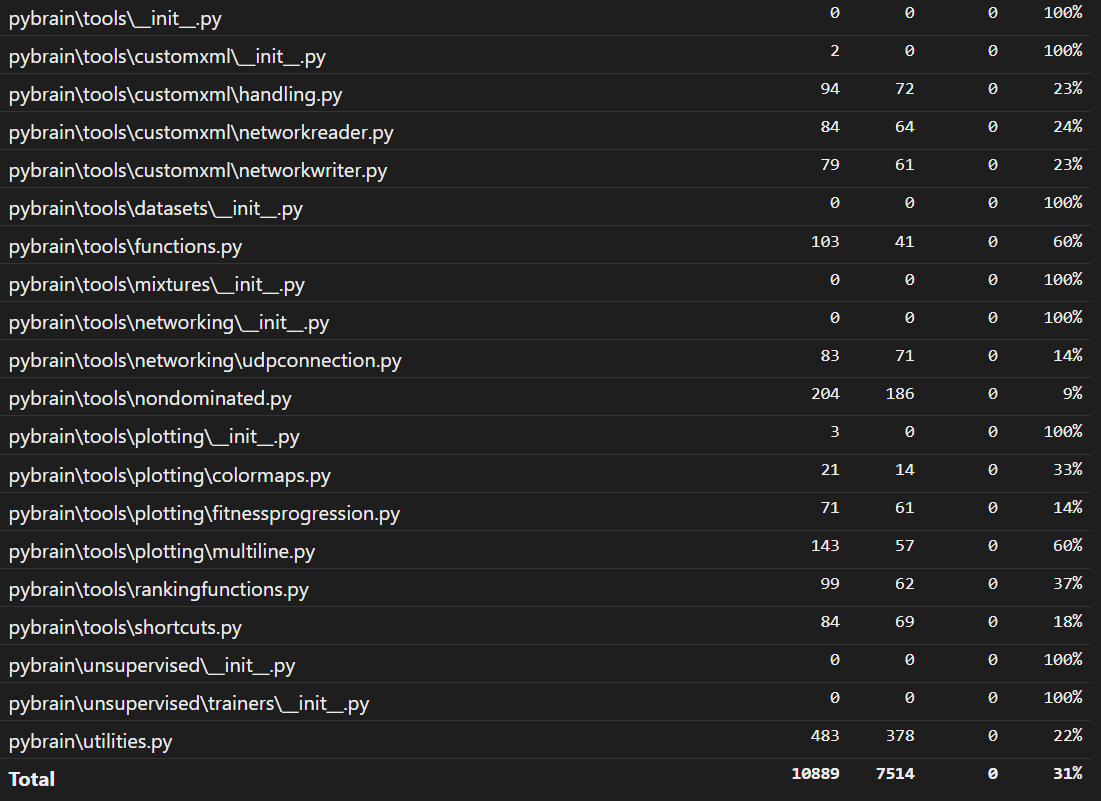 pybrain\tools\__init__.py 0 0 0 100%
pybrain\tools\customxml\__init__.py 2 0 0 100%
pybrain\tools\customxml\handling.py 94 72 0 23%
pybrain\tools\customxml\networkreader.py 84 64 0 24%
pybrain\tools\customxml\networkwriter.py 79 61 0 23%
pybrain\tools\datasets\__init__.py 0 0 0 100%
pybrain\tools\functions.py 103 41 0 60%
pybrain\tools\mixtures\__init__.py 0 0 0 100%
pybrain\tools\networking\__init__.py 0 0 0 100%
pybrain\tools\networking\udpconnection.py 83 71 0 14%
pybrain\tools\nondominated.py 204 186 0 9%
pybrain\tools\plotting\__init__.py 3 0 0 100%
pybrain\tools\plotting\colormaps.py 21 14 0 33%
pybrain\tools\plotting\fitnessprogression.py 71 61 0 14%
pybrain\tools\plotting\multiline.py 143 57 0 60%
pybrain\tools\rankingfunctions.py 99 62 0 37%
pybrain\tools\shortcuts.py 84 69 0 18%
pybrain\unsupervised\__init__.py 0 0 0 100%
pybrain\unsupervised\trainers\__init__.py 0 0 0 100%
pybrain\utilities.py 483 378 0 22%
Total 10889 7514 0 31%